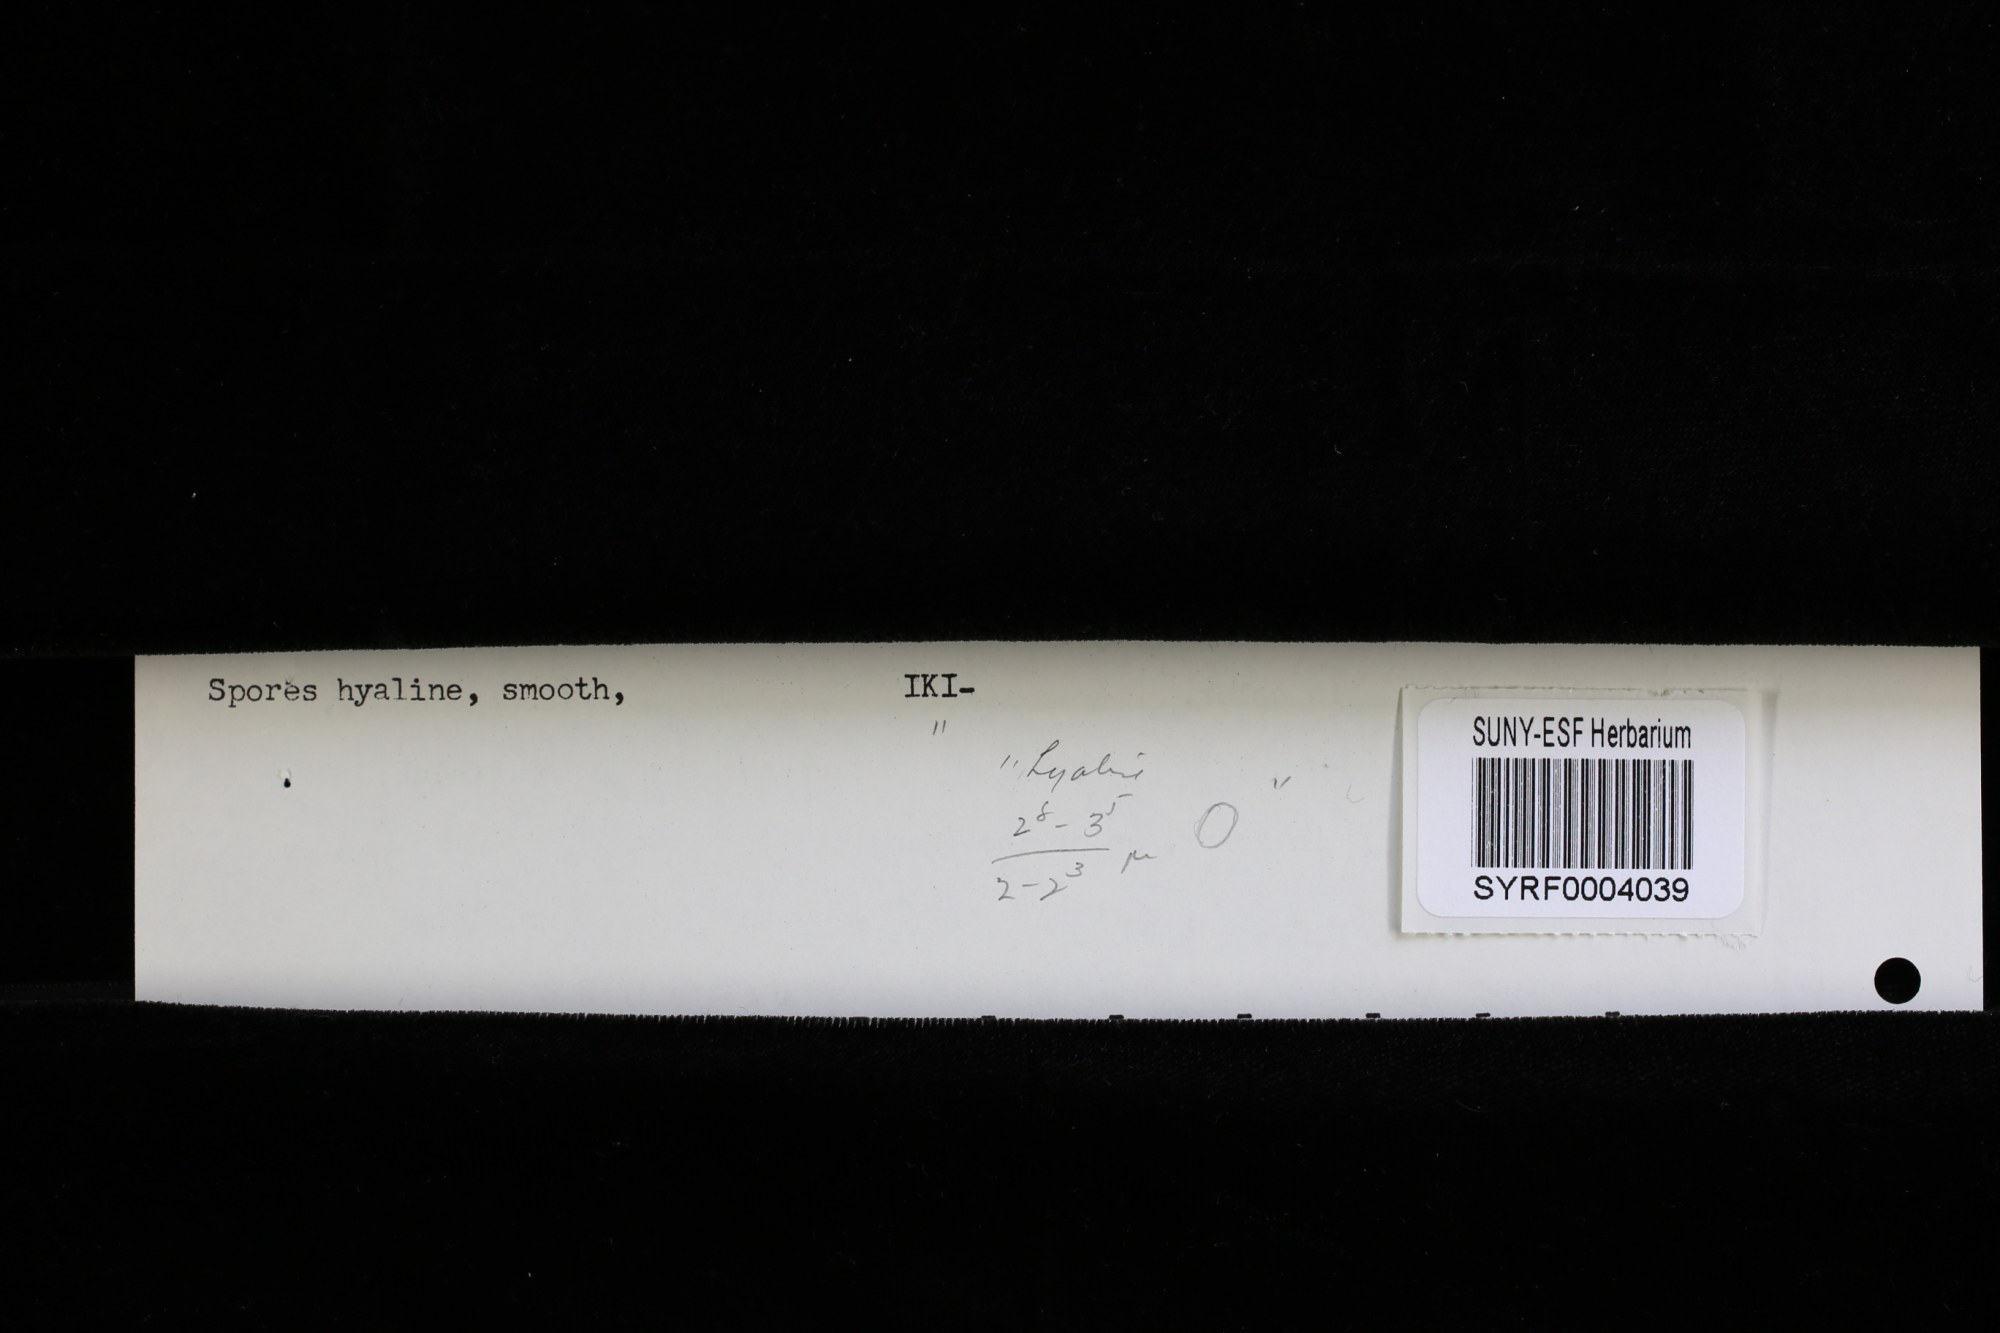 Spores hyaline, smooth, IKI-
"
" hyaline "
2⁸ - 3⁵
2 - 2³ μ
SUNY-ESF Herbarium
SYRF0004039